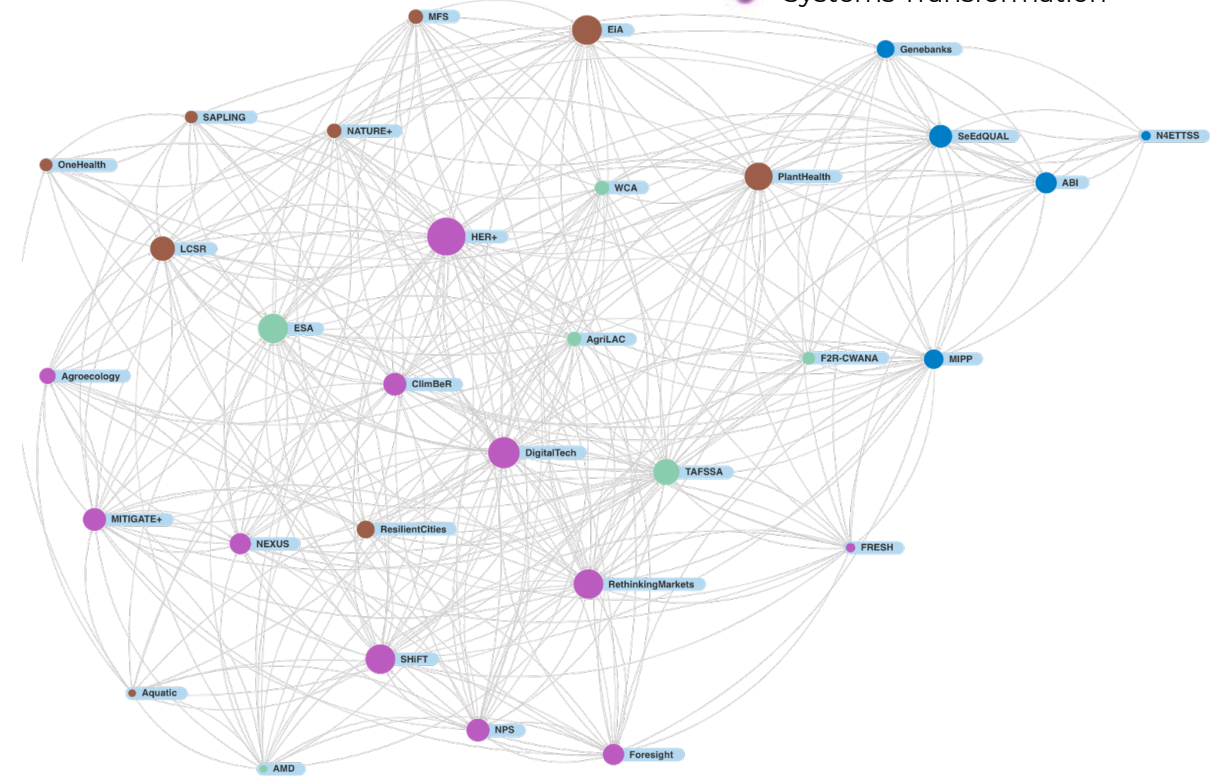 Systems Transformation
MFS
EiA
Genebanks
SAPLING
NATURE+
SeEdQUAL
N4ETTSS
OneHealth
PlantHealth
ABI
WCA
HER+
LCSR
ESA
AgriLAC
F2R-CWANA
MIPP
Agroecology
ClimBeR
DigitalTech
TAFSSA
MITIGATE+
ResilientCities
NEXUS
FRESH
RethinkingMarkets
SHiFT
Aquatic
NPS
Foresight
AMD